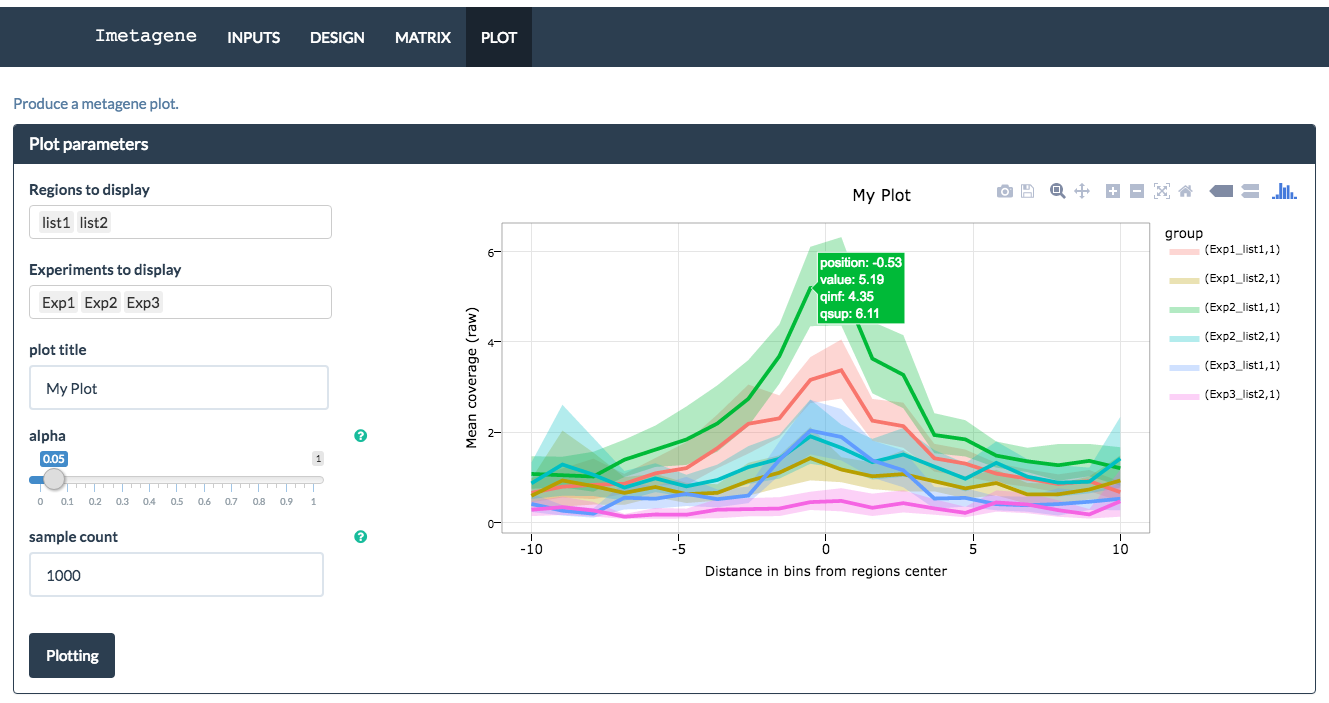 Imetagene INPUTS DESIGN MATRIX PLOT
Produce a metagene plot.
Plot parameters
Regions to display
list1 list2
Experiments to display
Exp1 Exp2 Exp3
plot title
My Plot
alpha
0.05 1
0 0.1 0.2 0.3 0.4 0.5 0.6 0.7 0.8 0.9 1
sample count
1000
Plotting
My Plot
position: -0.53
value: 5.19
qinf: 4.35
qsup: 6.11
Mean coverage (raw)
6
4
2
0
-10 -5 0 5 10
Distance in bins from regions center
group
(Exp1_list1,1)
(Exp1_list2,1)
(Exp2_list1,1)
(Exp2_list2,1)
(Exp3_list1,1)
(Exp3_list2,1)